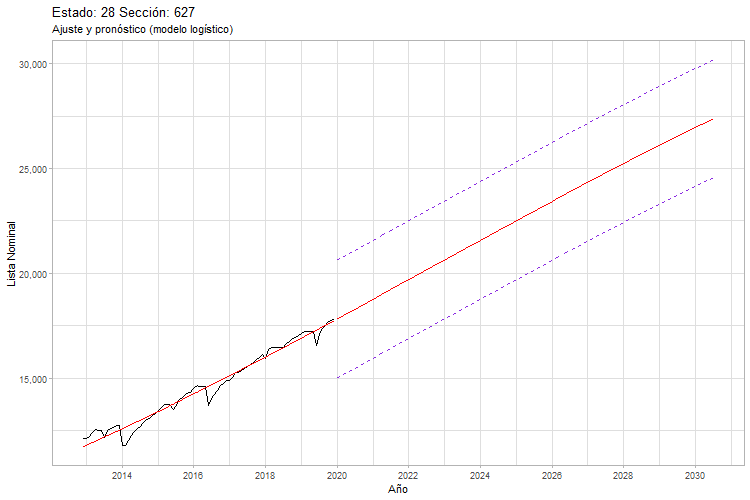 Estado: 28 Sección: 627
Ajuste y pronóstico (modelo logístico)
30,000
25,000
20,000
15,000
Lista Nominal
2014 2016 2018 2020 2022 2024 2026 2028 2030
Año